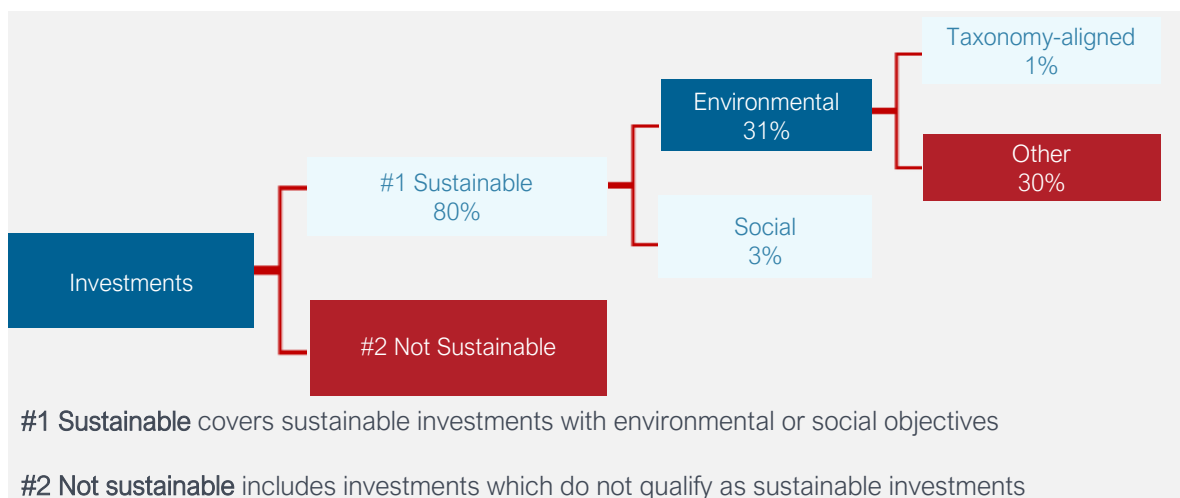 Taxonomy-aligned
1%
Environmental
31%
Other
30%
#1 Sustainable
80%
Social
3%
Investments
#2 Not Sustainable
#1 Sustainable covers sustainable investments with environmental or social objectives
#2 Not sustainable includes investments which do not qualify as sustainable investments